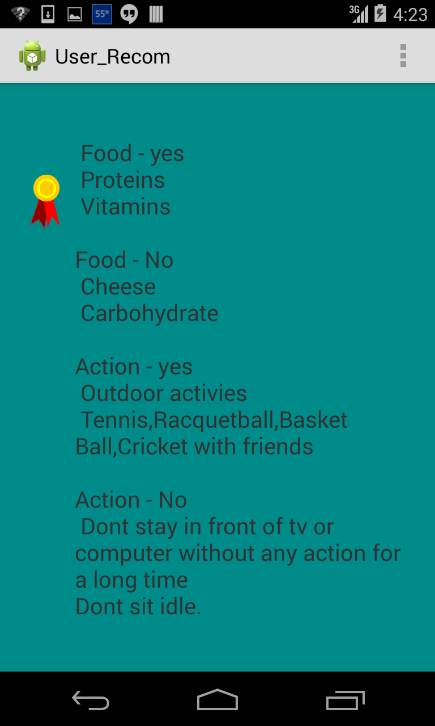 55°
3G
4:23
User_Recom
Food - yes
Proteins
Vitamins
Food - No
Cheese
Carbohydrate
Action - yes
Outdoor activies
Tennis,Racquetball,Basket
Ball,Cricket with friends
Action - No
Dont stay in front of tv or
computer without any action for
a long time
Dont sit idle.